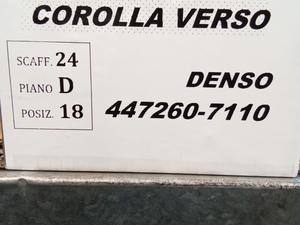 COROLLA VERSO
SCAFF. 24
PIANO D
POSIZ. 18
DENSO
447260-7110